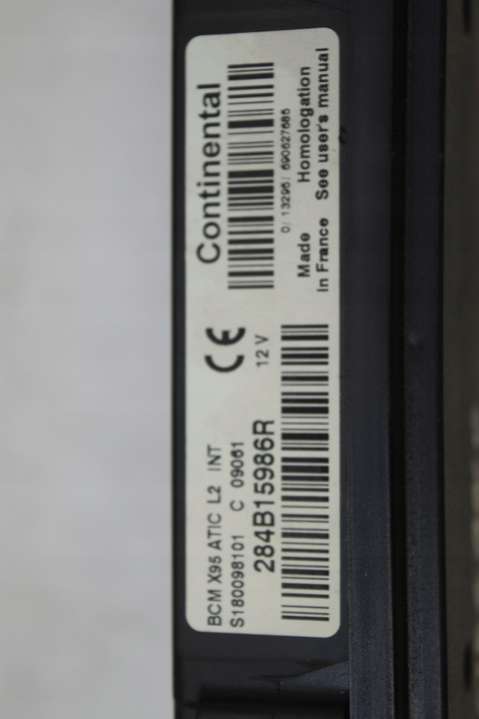 BCM X95 ATIC L2 INT
S180098101 C 09061
284B15986R
12 V
CE
Continental
0/ 13296/ 690627686
Made Homologation
in France See user's manual